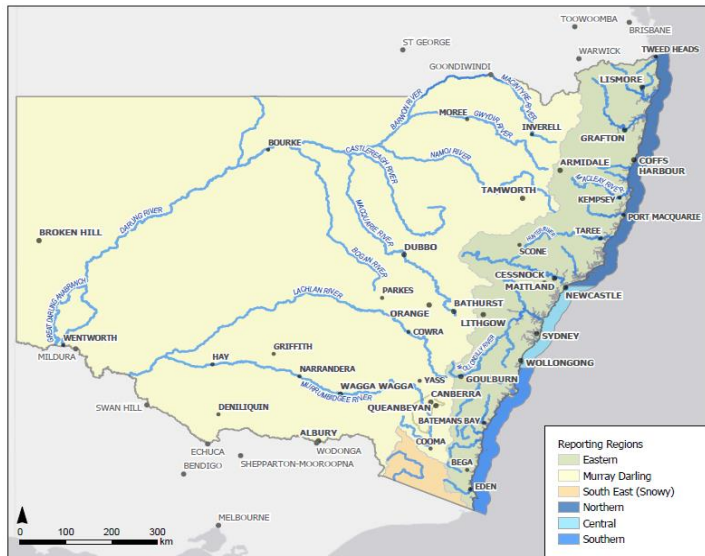 TOOWOOMBA
BRISBANE
ST GEORGE
WARWICK
TWEED HEADS
GOONDIWINDI
LISMORE
MACINTYRE RIVER
BARWON RIVER
MOREE
GWYDIR RIVER
INVERELL
GRAFTON
BOURKE
CASTLEREAGH RIVER
NAMOI RIVER
ARMIDALE
COFFS
HARBOUR
MACLEAY RIVER
TAMWORTH
KEMPSEY
PORT MACQUARIE
DARLING RIVER
MACQUARIE RIVER
BROKEN HILL
TAREE
HUNTER RIVER
SCONE
DUBBO
BOGAN RIVER
GREAT DARLING ANABRANCH
CESSNOCK
MAITLAND
NEWCASTLE
LACHLAN RIVER
PARKES
ORANGE
BATHURST
LITHGOW
COWRA
SYDNEY
WENTWORTH
MILDURA
GRIFFITH
HAY
WOLLONDILLY RIVER
WOLLONGONG
NARRANDERA
YASS
GOULBURN
WAGGA WAGGA
CANBERRA
MURRUMBIDGEE RIVER
QUEANBEYAN
SWAN HILL
DENILIQUIN
BATEMANS BAY
ALBURY
COOMA
WODONGA
ECHUCA
SHEPPARTON-MOOROOPNA
BENDIGO
BEGA
EDEN
MELBOURNE
0 100 200 300
km
Reporting Regions
Eastern
Murray Darling
South East (Snowy)
Northern
Central
Southern